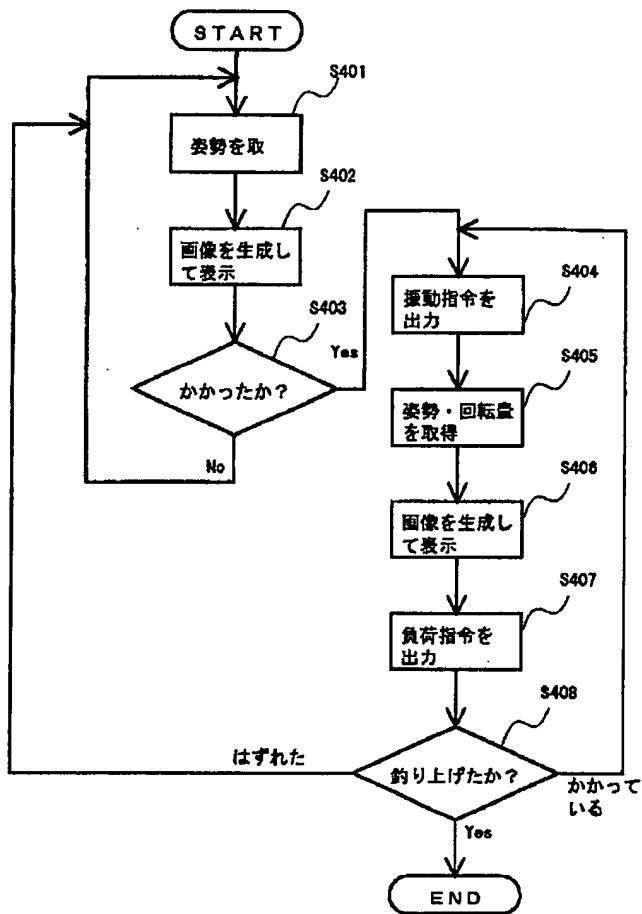 START
S401
姿勢を取
S402
画像を生成し
て表示
S403
かかったか?
Yes
No
S404
振動指令を
出力
S405
姿勢・回転量
を取得
S406
画像を生成し
て表示
S407
負荷指令を
出力
S408
釣り上げたか?
はずれた
かかって
いる
Yes
END